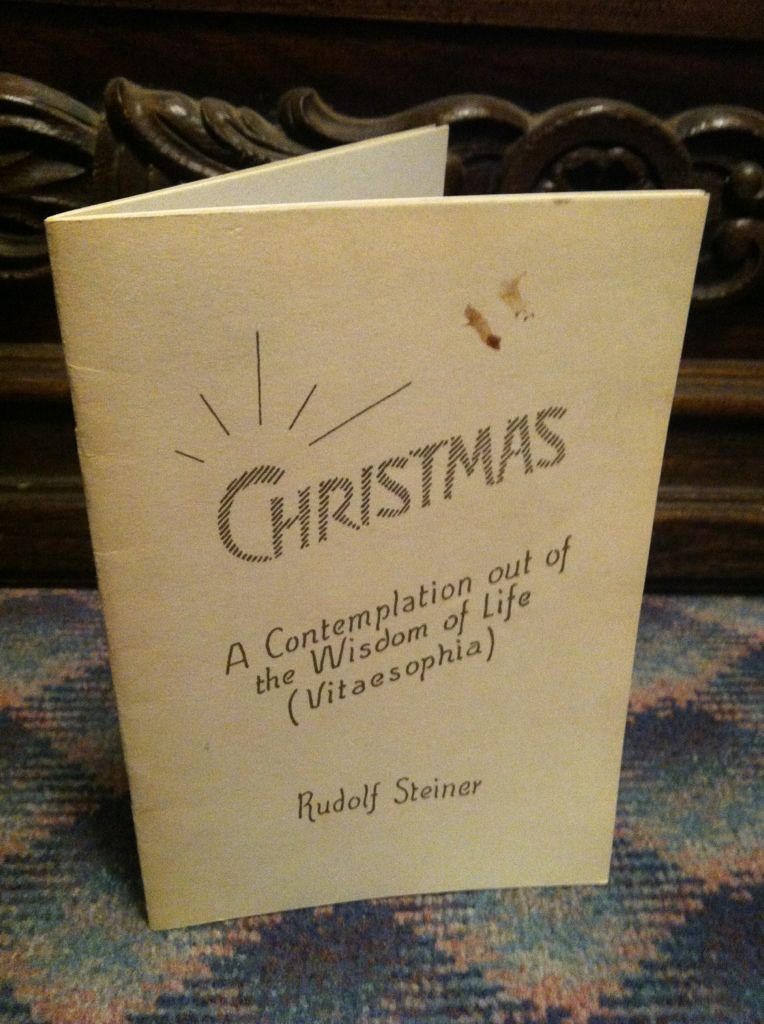 CHRISTMAS
A Contemplation out of
the Wisdom of Life
(Vitaesophia)
Rudolf Steiner